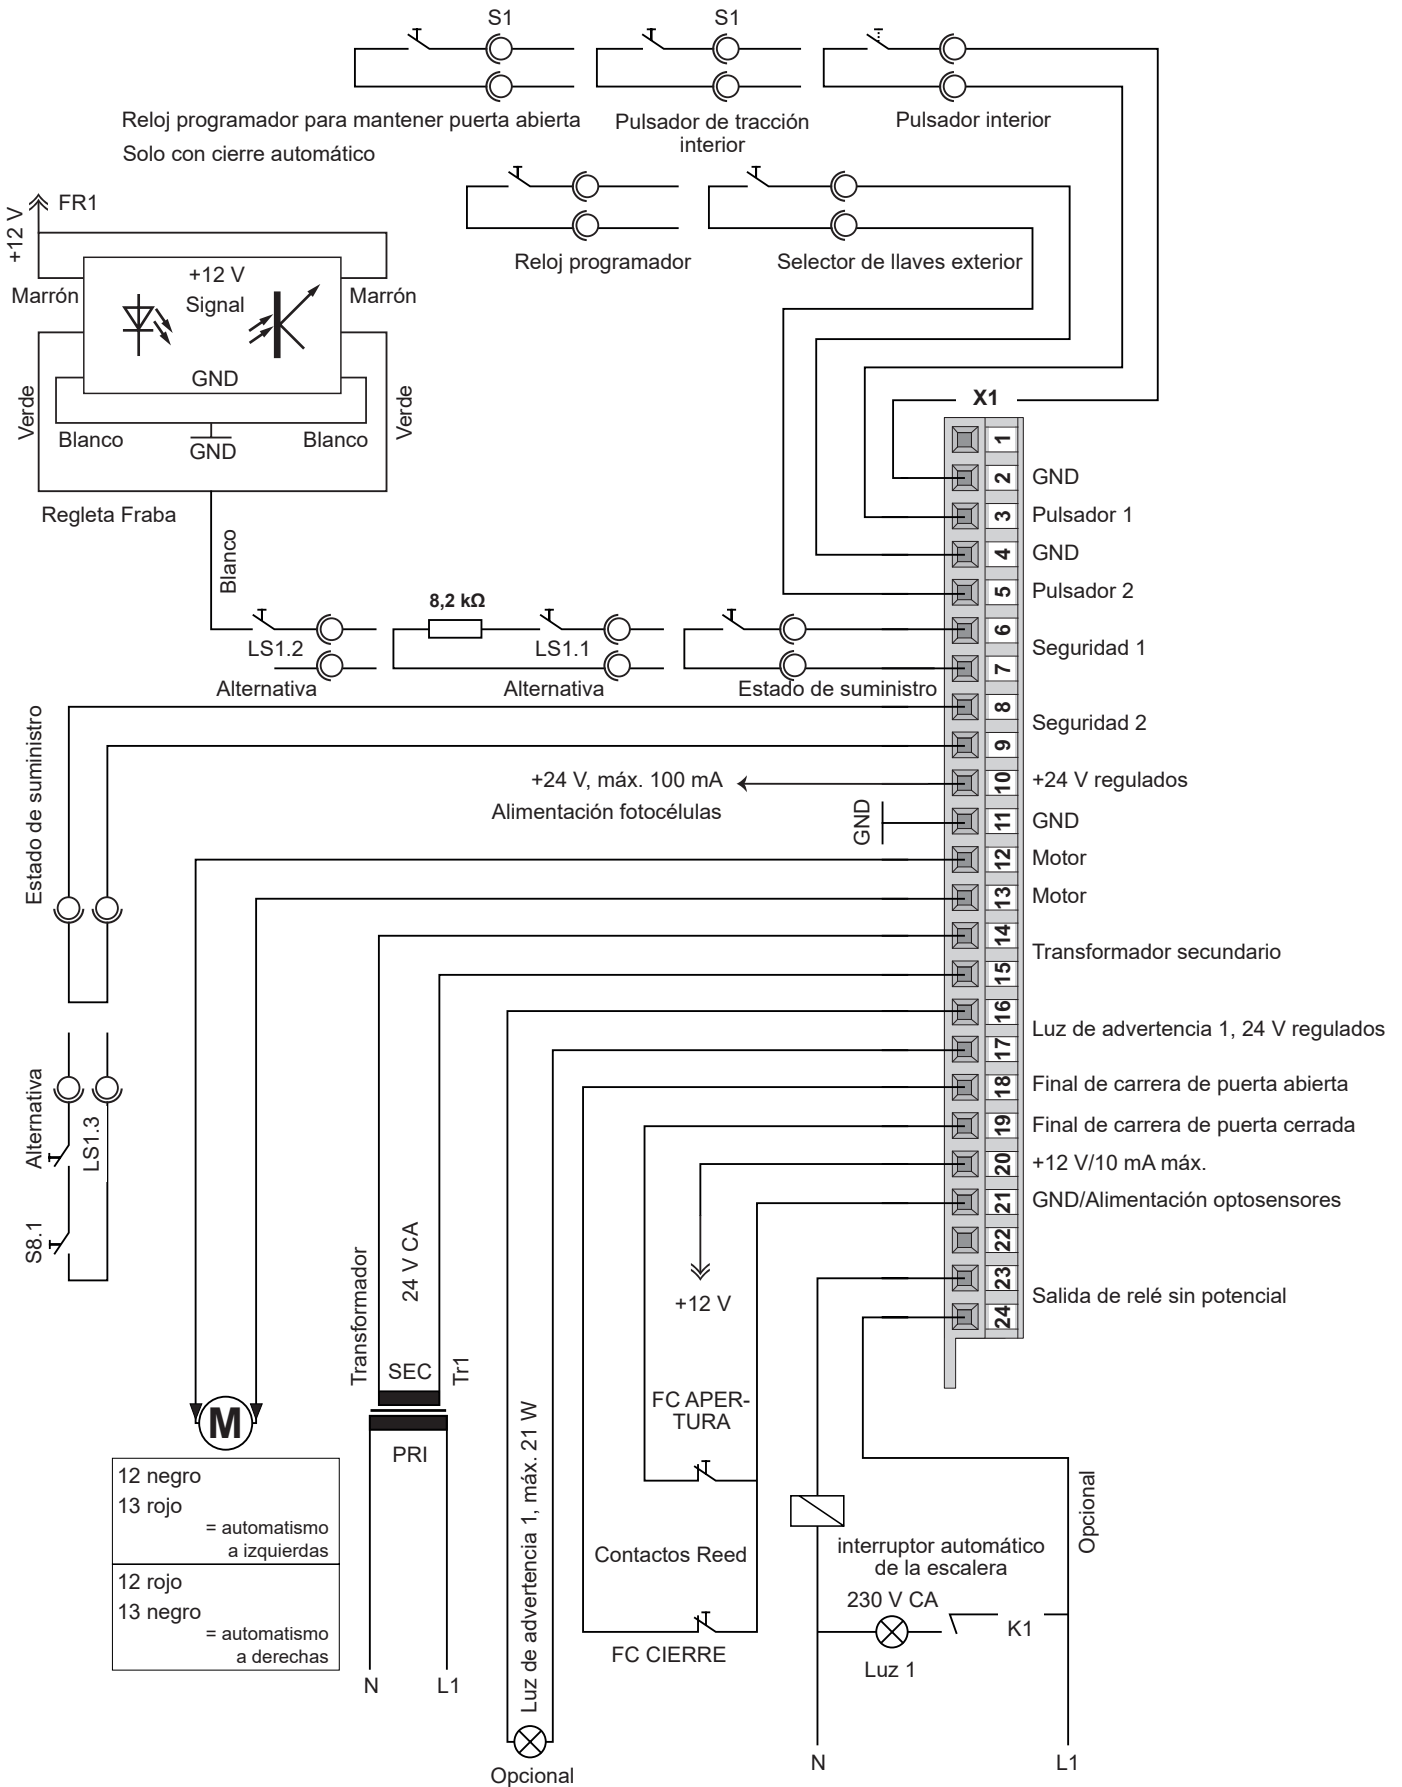 S1
S1
Reloj programador para mantener puerta abierta
Solo con cierre automático
Pulsador de tracción
interior
Pulsador interior
Reloj programador
Selector de llaves exterior
+12 V
FR1
Marrón
+12 V
Signal
Marrón
GND
Verde
Verde
Blanco
GND
Blanco
Regleta Fraba
Blanco
8,2 kΩ
LS1.2
LS1.1
Alternativa
Alternativa
Estado de suministro
X1
1
2
GND
3
Pulsador 1
4
GND
5
Pulsador 2
6
Seguridad 1
7
8
Seguridad 2
9
10
+24 V regulados
11
GND
12
Motor
13
Motor
14
Transformador secundario
15
16
Luz de advertencia 1, 24 V regulados
17
18
Final de carrera de puerta abierta
19
Final de carrera de puerta cerrada
20
+12 V/10 mA máx.
21
GND/Alimentación optosensores
22
23
Salida de relé sin potencial
24
+24 V, máx. 100 mA
Alimentación fotocélulas
GND
Estado de suministro
Alternativa
LS1.3
S8.1
Transformador
24 V CA
SEC
Tr1
PRI
N
L1
M
12 negro
13 rojo
= automatismo
a izquierdas
12 rojo
13 negro
= automatismo
a derechas
Luz de advertencia 1, máx. 21 W
Opcional
+12 V
FC APER-
TURA
Contactos Reed
FC CIERRE
interruptor automático
de la escalera
230 V CA
Luz 1
K1
Opcional
N
L1